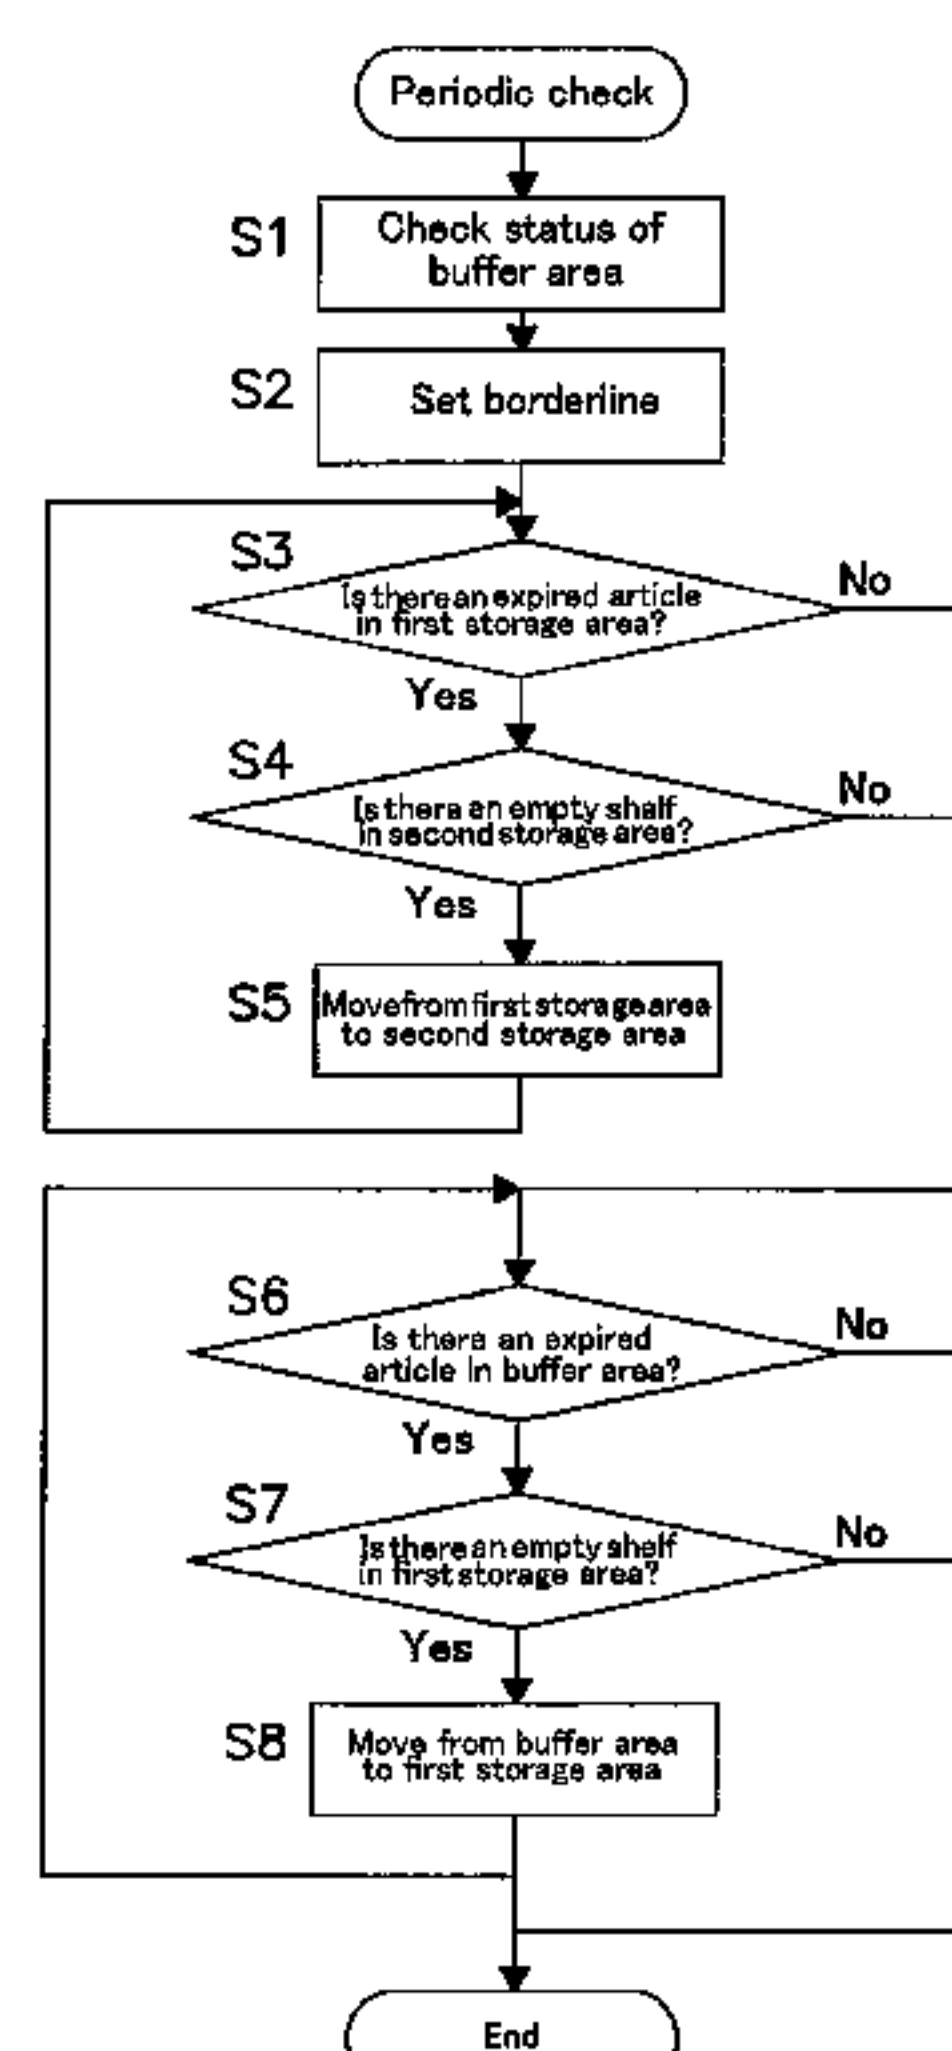 Periodic check
S1
Check status of
buffer area
S2
Set borderline
S3
Is there an expired article
in first storage area?
No
Yes
S4
Is there an empty shelf
in second storage area?
No
Yes
S5
Move from first storage area
to second storage area
S6
Is there an expired
article in buffer area?
No
Yes
S7
Is there an empty shelf
in first storage area?
No
Yes
S8
Move from buffer area
to first storage area
End